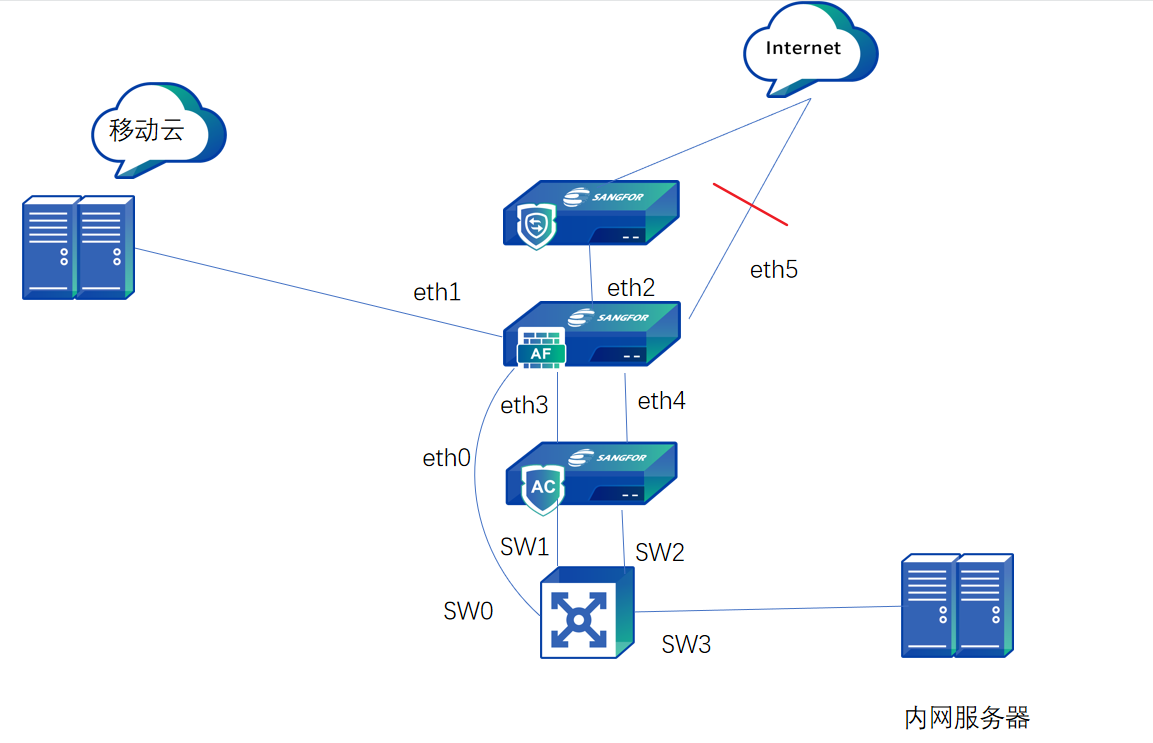 Internet
移动云
SANGFOR
eth5
eth1
eth2
SANGFOR
AF
eth3
eth4
eth0
SANGFOR
AC
SW1
SW2
SW0
SW3
内网服务器